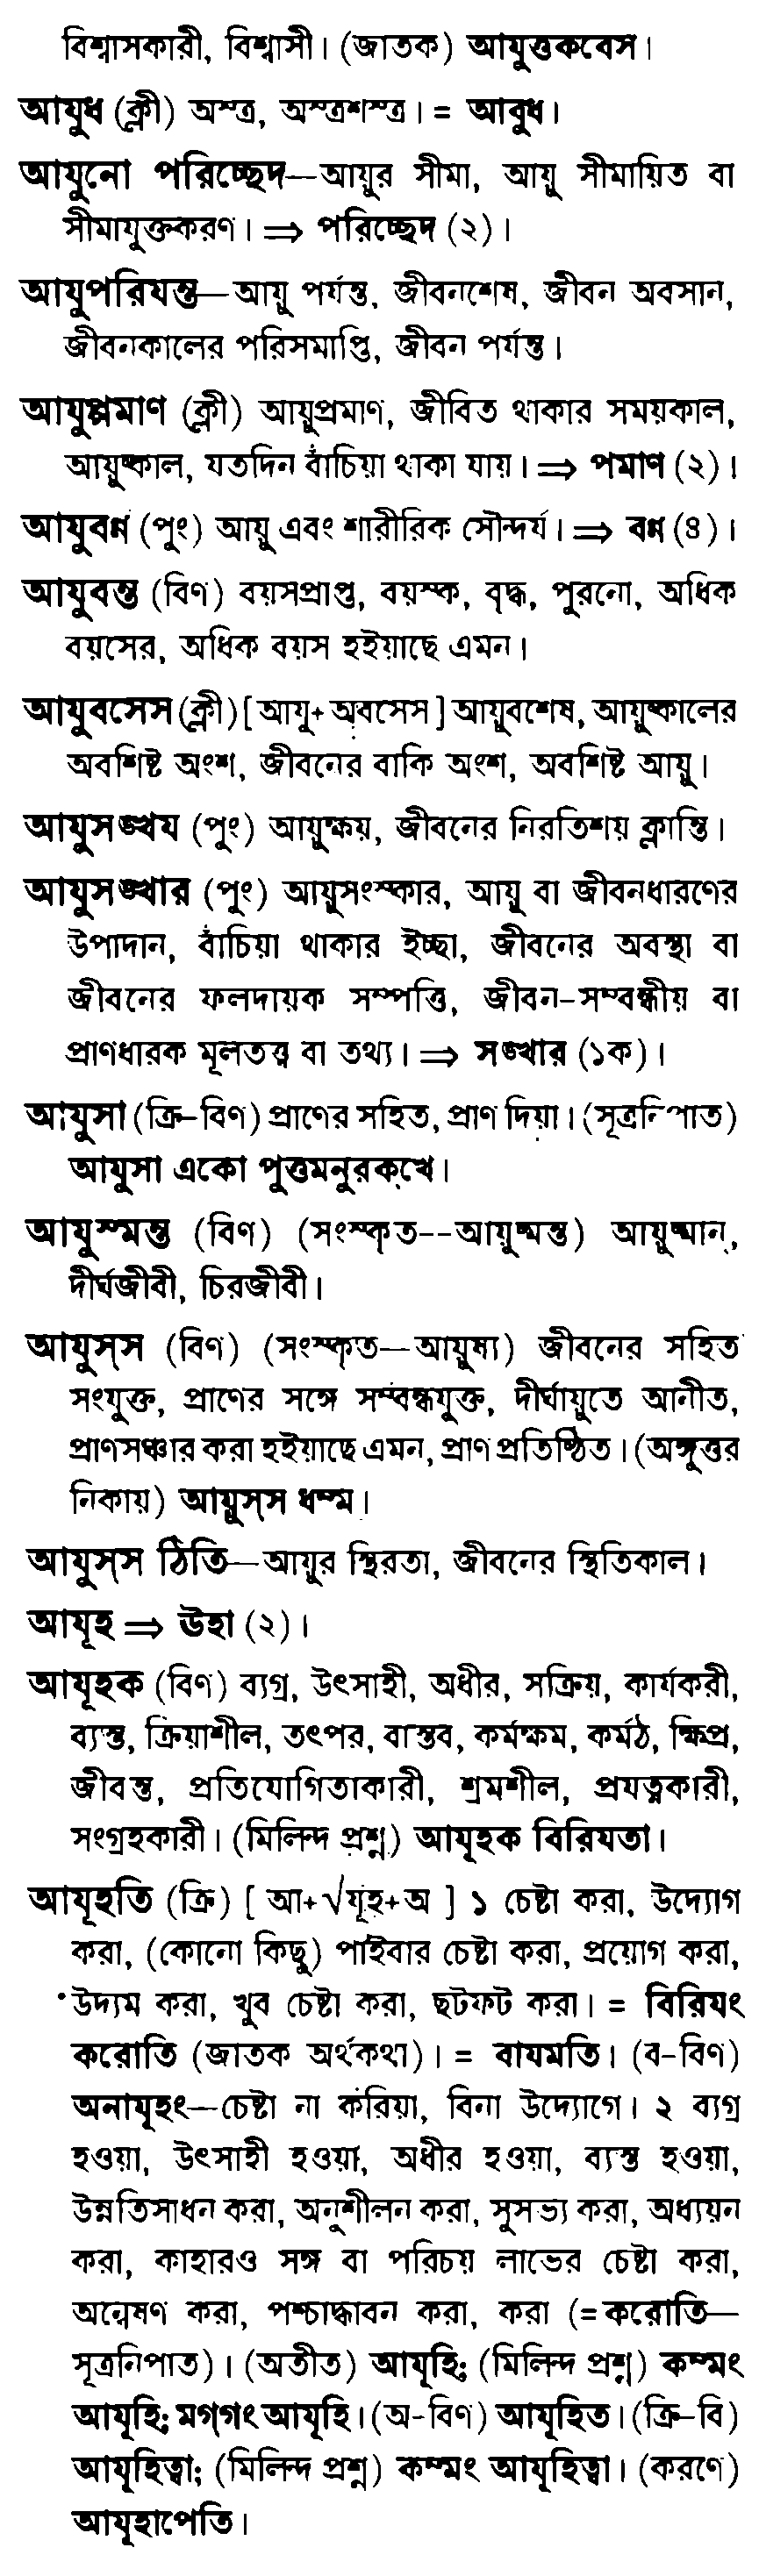 বিশ্বাসকারী, বিশ্বাসী। (জাতক) আযুত্তকবেস।
আযুধ (ক্লী) অস্ত্র, অস্ত্রশস্ত্র। = আবুধ।
আযুনো পরিচ্ছেদ—আয়ুর সীমা, আয়ু সীমায়িত বা
সীমাযুক্তকরণ। ⇒ পরিচ্ছেদ (২)।
আযুপরিযন্ত—আয়ু পর্যন্ত, জীবনশেষ, জীবন অবসান,
জীবনকালের পরিসমাপ্তি, জীবন পর্যন্ত।
আযুপ্পমাণ (ক্লী) আয়ুপ্রমাণ, জীবিত থাকার সময়কাল,
আয়ুষ্কাল, যতদিন বাঁচিয়া থাকা যায়। ⇒ পমাণ (২)।
আযুবণ্ণ (পুং) আয়ু এবং শারীরিক সৌন্দর্য। ⇒ বণ্ণ (৪)।
আযুবন্ত (বিণ) বয়সপ্রাপ্ত, বয়স্ক, বৃদ্ধ, পুরনো, অধিক
বয়সের, অধিক বয়স হইয়াছে এমন।
আযুবসেস (ক্লী) [ আযু+ অবসেস ] আয়ুবশেষ, আয়ুষ্কালের
অবশিষ্ট অংশ, জীবনের বাকি অংশ, অবশিষ্ট আয়ু।
আযুসঙ্খয (পুং) আয়ুক্ষয়, জীবনের নিরতিশয় ক্লান্তি।
আযুসঙ্খার (পুং) আয়ুসংস্কার, আয়ু বা জীবনধারণের
উপাদান, বাঁচিয়া থাকার ইচ্ছা, জীবনের অবস্থা বা
জীবনের ফলদায়ক সম্পত্তি, জীবন-সম্বন্ধীয় বা
প্রাণধারক মূলতত্ত্ব বা তথ্য। ⇒ সঙ্খার (১ক)।
আযুসা (ক্রি-বিণ) প্রাণের সহিত, প্রাণ দিয়া। (সূত্রনিপাত)
আযুসা একো পুত্তমনুরক্‌খে।
আযুস্মন্ত (বিণ) (সংস্কৃত--আয়ুষ্মন্ত) আয়ুষ্মান,
দীর্ঘজীবী, চিরজীবী।
আযুস্‌স (বিণ) (সংস্কৃত—আয়ুষ্য) জীবনের সহিত
সংযুক্ত, প্রাণের সঙ্গে সম্বন্ধযুক্ত, দীর্ঘায়ুতে আনীত,
প্রাণসঞ্চার করা হইয়াছে এমন, প্রাণ প্রতিষ্ঠিত। (অঙ্গুত্তর
নিকায়) আয়ুস্‌স ধম্ম।
আযুস্‌স ঠিতি—আয়ুর স্থিরতা, জীবনের স্থিতিকাল।
আযূহ ⇒ ঊহা (২)।
আযূহক (বিণ) ব্যগ্র, উৎসাহী, অধীর, সক্রিয়, কার্যকরী,
ব্যস্ত, ক্রিয়াশীল, তৎপর, বাস্তব, কর্মক্ষম, কর্মঠ, ক্ষিপ্র,
জীবন্ত, প্রতিযোগিতাকারী, শ্রমশীল, প্রযত্নকারী,
সংগ্রহকারী। (মিলিন্দ প্রশ্ন) আযূহক বিরিযতা।
আযূহতি (ক্রি) [ আ+√যূহ+অ ] ১ চেষ্টা করা, উদ্যোগ
করা, (কোনো কিছু) পাইবার চেষ্টা করা, প্রয়োগ করা,
উদ্যম করা, খুব চেষ্টা করা, ছটফট করা। = বিরিযং
করোতি (জাতক অর্থকথা)। = বাযমতি। (ব-বিণ)
অনাযূহং—চেষ্টা না করিয়া, বিনা উদ্যোগে। ২ ব্যগ্র
হওয়া, উৎসাহী হওয়া, অধীর হওয়া, ব্যস্ত হওয়া,
উন্নতিসাধন করা, অনুশীলন করা, সুসভ্য করা, অধ্যয়ন
করা, কাহারও সঙ্গ বা পরিচয় লাভের চেষ্টা করা,
অন্বেষণ করা, পশ্চাদ্ধাবন করা, করা (=করোতি—
সূত্রনিপাত)। (অতীত) আযূহি; (মিলিন্দ প্রশ্ন) কম্মং
আযূহি; মগ্‌গং আযূহি। (অ-বিণ) আযূহিত। (ক্রি-বি)
আযূহিত্বা; (মিলিন্দ প্রশ্ন) কম্মং আযূহিত্বা। (করণে)
আযূহাপেতি।